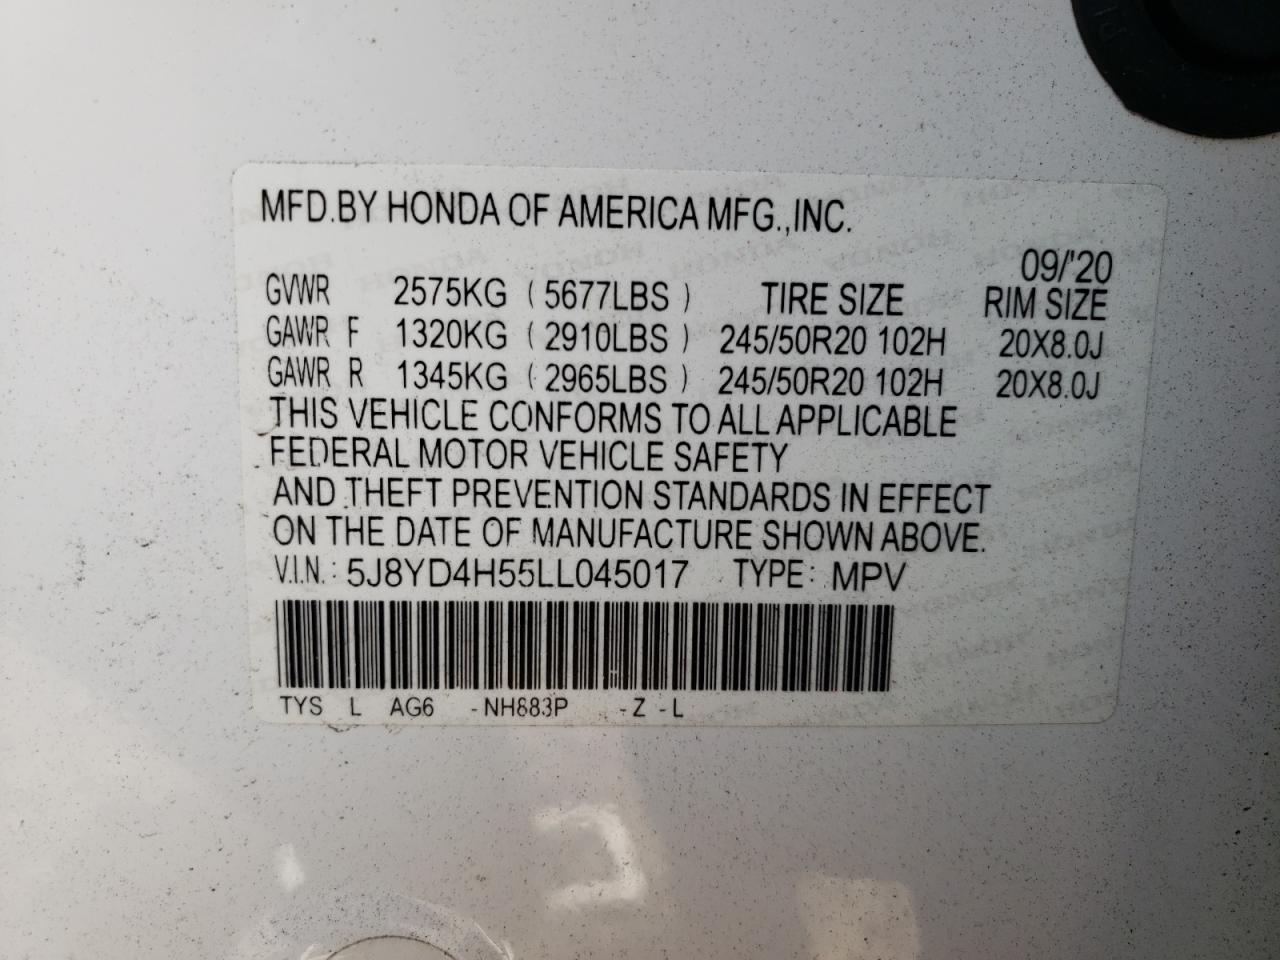 MFD.BY HONDA OF AMERICA MFG.,INC.
09/'20
GVWR 2575KG ( 5677LBS ) TIRE SIZE RIM SIZE
GAWR F 1320KG ( 2910LBS ) 245/50R20 102H 20X8.0J
GAWR R 1345KG ( 2965LBS ) 245/50R20 102H 20X8.0J
THIS VEHICLE CONFORMS TO ALL APPLICABLE
FEDERAL MOTOR VEHICLE SAFETY
AND THEFT PREVENTION STANDARDS IN EFFECT
ON THE DATE OF MANUFACTURE SHOWN ABOVE.
V.I.N.: 5J8YD4H55LL045017 TYPE: MPV
TYS L AG6 -NH883P -Z -L